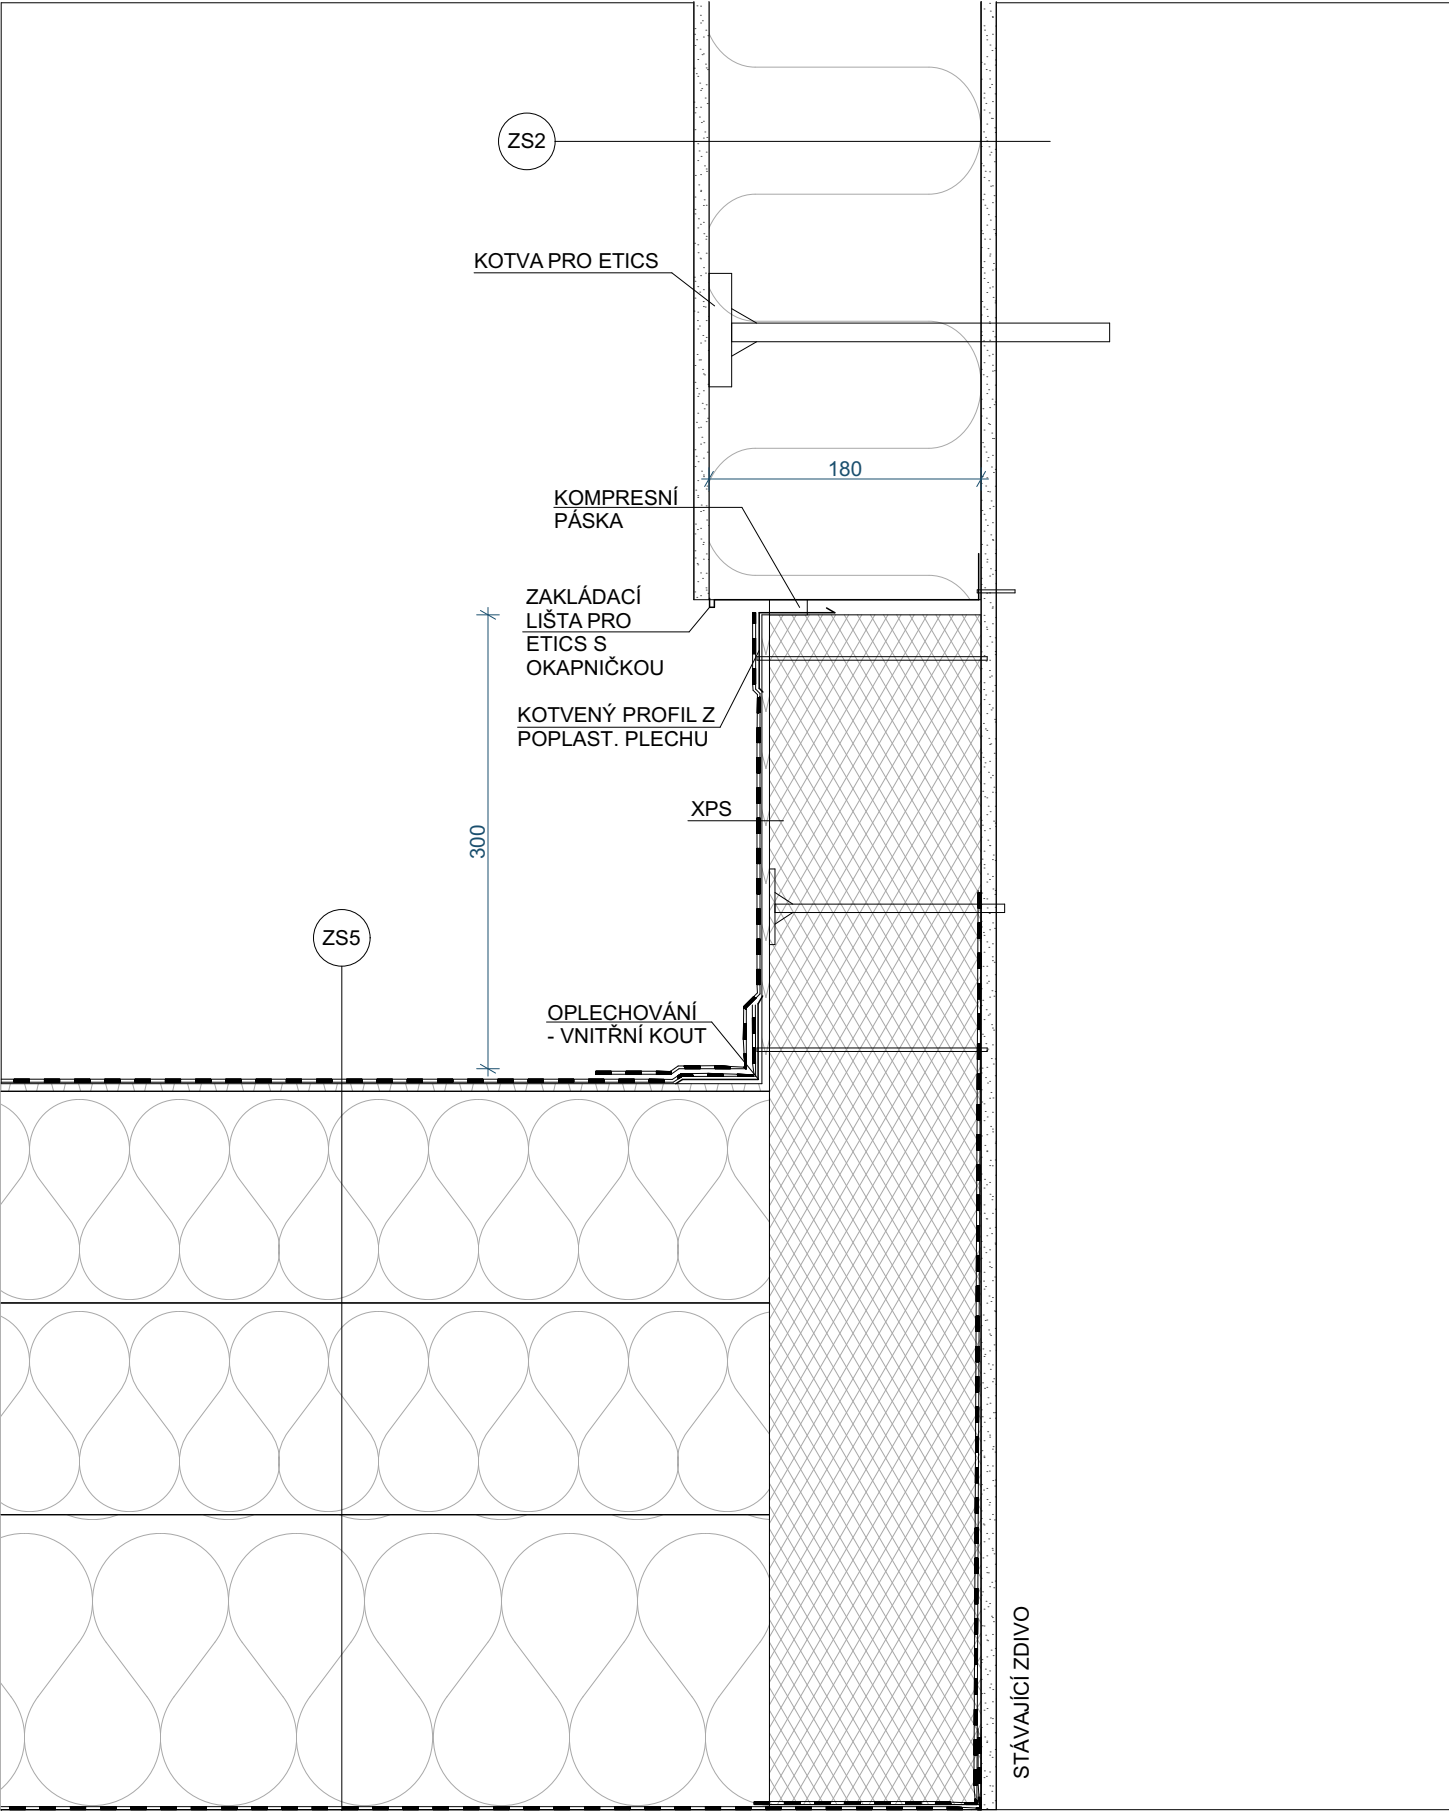 ZS2
KOTVA PRO ETICS
180
KOMPRESNÍ
PÁSKA
ZAKLÁDACÍ
LIŠTA PRO
ETICS S
OKAPNIČKOU
KOTVENÝ PROFIL Z
POPLAST. PLECHU
XPS
300
ZS5
OPLECHOVÁNÍ
- VNITŘNÍ KOUT
STÁVAJÍCÍ ZDIVO